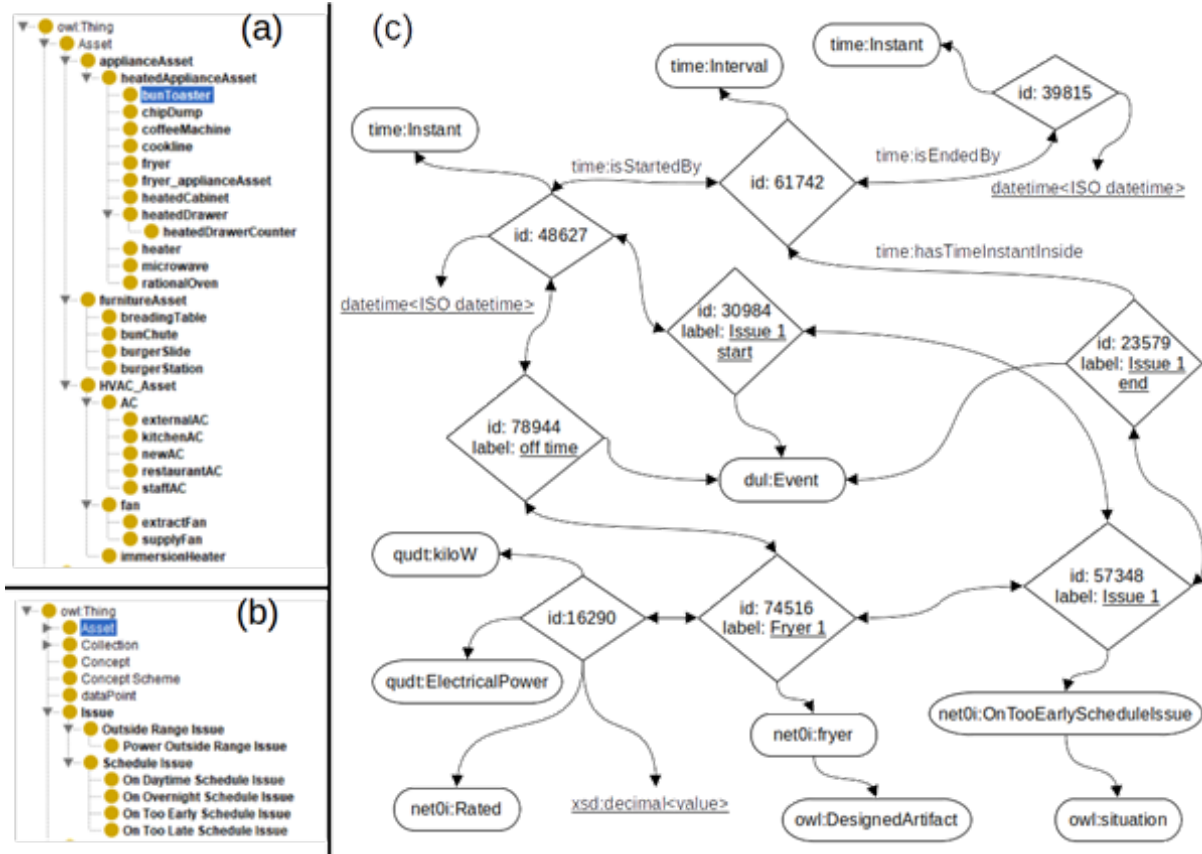 (a)
owl:Thing
Asset
applianceAsset
heatedApplianceAsset
bunToaster
chipDump
coffeeMachine
cookline
fryer
fryer_applianceAsset
heatedCabinet
heatedDrawer
heatedDrawerCounter
heater
microwave
rationalOven
furnitureAsset
breadingTable
bunChute
burgerSlide
burgerStation
HVAC_Asset
AC
externalAC
kitchenAC
newAC
restaurantAC
staffAC
fan
extractFan
supplyFan
immersionHeater
(b)
owl:Thing
Asset
Collection
Concept
Concept Scheme
dataPoint
Issue
Outside Range Issue
Power Outside Range Issue
Schedule Issue
On Daytime Schedule Issue
On Overnight Schedule Issue
On Too Early Schedule Issue
On Too Late Schedule Issue
(c)
time:Instant
time:Interval
id: 39815
time:Instant
time:isStartedBy
time:isEndedBy
id: 61742
datetime<ISO datetime>
id: 48627
time:hasTimeInstantInside
datetime<ISO datetime>
id: 30984
label: Issue 1
start
id: 23579
label: Issue 1
end
id: 78944
label: off time
dul:Event
qudt:kiloW
id:16290
id: 74516
label: Fryer 1
id: 57348
label: Issue 1
qudt:ElectricalPower
net0i:OnTooEarlyScheduleIssue
net0i:fryer
net0i:Rated
xsd:decimal<value>
owl:DesignedArtifact
owl:situation